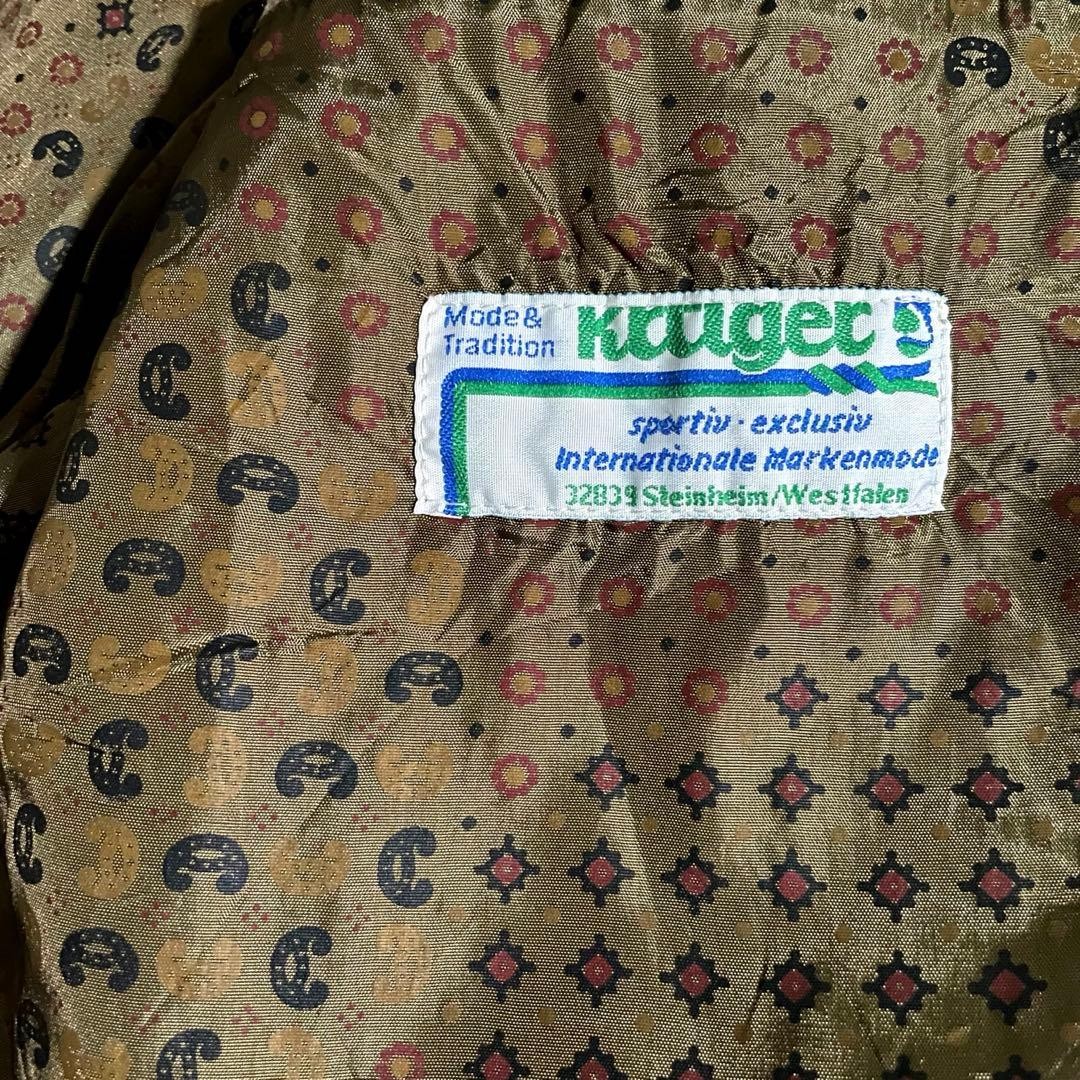 Mode &
Tradition
Krüger
sportiv · exclusiv
Internationale Markenmode
32839 Steinheim/Westfalen